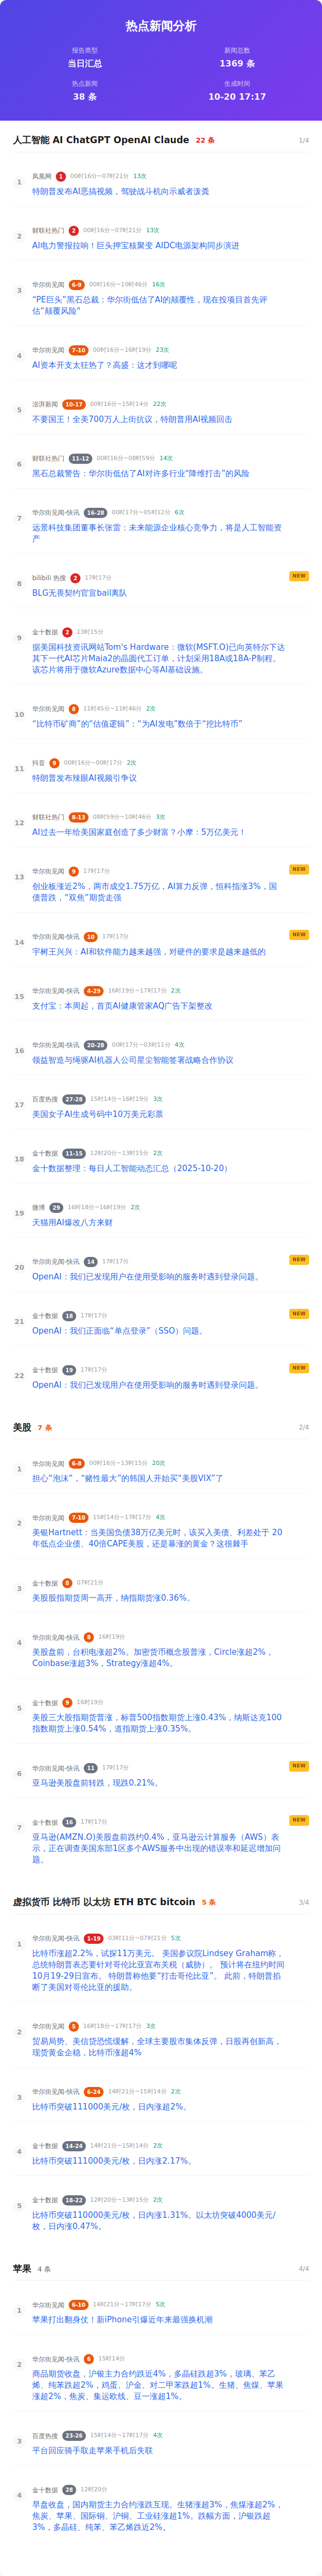 热点新闻分析
报告类型
当日汇总
新闻总数
1369 条
热点新闻
38 条
生成时间
10-20 17:17
人工智能 AI ChatGPT OpenAI Claude 22 条 1/4
1
凤凰网 1 00时16分~07时21分 13次
特朗普发布AI恶搞视频，驾驶战斗机向示威者泼粪
2
财联社热门 2 00时16分~07时21分 13次
AI电力警报拉响！巨头押宝核聚变 AIDC电源架构同步演进
3
华尔街见闻 6-9 00时16分~10时46分 16次
“PE巨头”黑石总裁：华尔街低估了AI的颠覆性，现在投项目首先评
估“颠覆风险”
4
华尔街见闻 7-10 00时16分~16时19分 23次
AI资本开支太狂热了？高盛：这才到哪呢
5
澎湃新闻 10-17 00时16分~15时14分 22次
不要国王！全美700万人上街抗议，特朗普用AI视频回击
6
财联社热门 11-12 00时16分~08时59分 14次
黑石总裁警告：华尔街低估了AI对许多行业“降维打击”的风险
7
华尔街见闻-快讯 16-28 00时17分~05时12分 6次
远景科技集团董事长张雷：未来能源企业核心竞争力，将是人工智能资
产
8
bilibili 热搜 2 17时17分 NEW
BLG无畏契约官宣bail离队
9
金十数据 2 13时15分
据美国科技资讯网站Tom's Hardware：微软(MSFT.O)已向英特尔下达
其下一代AI芯片Maia2的晶圆代工订单，计划采用18A或18A-P制程。
该芯片将用于微软Azure数据中心等AI基础设施。
10
华尔街见闻 8 11时45分~11时46分 2次
“比特币矿商”的“估值逻辑”：“为AI发电”数倍于“挖比特币”
11
抖音 9 00时16分~00时17分 2次
特朗普发布辣眼AI视频引争议
12
财联社热门 8-13 08时59分~10时46分 3次
AI过去一年给美国家庭创造了多少财富？小摩：5万亿美元！
13
华尔街见闻 9 17时17分 NEW
创业板涨近2%，两市成交1.75万亿，AI算力反弹，恒科指涨3%，国
债普跌，“双焦”期货走强
14
华尔街见闻-快讯 10 17时17分 NEW
宇树王兴兴：AI和软件能力越来越强，对硬件的要求是越来越低的
15
华尔街见闻-快讯 4-29 16时19分~17时17分 2次
支付宝：本周起，首页AI健康管家AQ广告下架整改
16
华尔街见闻-快讯 20-28 00时17分~03时11分 4次
领益智造与绳驱AI机器人公司星尘智能签署战略合作协议
17
百度热搜 27-28 15时14分~16时19分 3次
美国女子AI生成号码中10万美元彩票
18
金十数据 11-15 12时20分~13时15分 2次
金十数据整理：每日人工智能动态汇总（2025-10-20）
19
微博 29 16时18分~16时19分 2次
天猫用AI爆改八方来财
20
华尔街见闻-快讯 14 17时17分 NEW
OpenAI：我们已发现用户在使用受影响的服务时遇到登录问题。
21
金十数据 18 17时17分 NEW
OpenAI：我们正面临“单点登录”（SSO）问题。
22
金十数据 19 17时17分 NEW
OpenAI：我们已发现用户在使用受影响的服务时遇到登录问题。
美股 7 条 2/4
1
华尔街见闻 6-8 00时16分~13时15分 20次
担心“泡沫”，“赌性最大”的韩国人开始买“美股VIX”了
2
华尔街见闻 7-10 15时14分~17时17分 4次
美银Hartnett：当美国负债38万亿美元时，该买入美债、利差处于 20
年低点企业债、40倍CAPE美股，还是暴涨的黄金？这很棘手
3
金十数据 8 07时21分
美股股指期货周一高开，纳指期货涨0.36%。
4
华尔街见闻-快讯 8 16时19分
美股盘前，台积电涨超2%。加密货币概念股普涨，Circle涨超2%，
Coinbase涨超3%，Strategy涨超4%。
5
金十数据 9 16时19分
美股三大股指期货普涨，标普500指数期货上涨0.43%，纳斯达克100
指数期货上涨0.54%，道指期货上涨0.35%。
6
华尔街见闻-快讯 11 17时17分 NEW
亚马逊美股盘前转跌，现跌0.21%。
7
金十数据 16 17时17分 NEW
亚马逊(AMZN.O)美股盘前跌约0.4%，亚马逊云计算服务（AWS）表
示，正在调查美国东部1区多个AWS服务中出现的错误率和延迟增加问
题。
虚拟货币 比特币 以太坊 ETH BTC bitcoin 5 条 3/4
1
华尔街见闻-快讯 1-19 03时11分~07时21分 5次
比特币涨超2.2%，试探11万美元。 美国参议院Lindsey Graham称，
总统特朗普表态要针对哥伦比亚宣布关税（威胁）。 预计将在纽约时间
10月19-29日宣布。 特朗普称他要“打击哥伦比亚”。 此前，特朗普掐
断了美国对哥伦比亚的援助。
2
华尔街见闻 5 16时18分~17时17分 3次
贸易局势、美信贷恐慌缓解，全球主要股市集体反弹，日股再创新高，
现货黄金企稳，比特币涨超4%
3
华尔街见闻-快讯 6-24 14时21分~15时14分 2次
比特币突破111000美元/枚，日内涨超2%。
4
金十数据 14-24 14时21分~15时14分 2次
比特币突破111000美元/枚，日内涨2.17%。
5
金十数据 18-22 12时20分~13时15分 2次
比特币突破110000美元/枚，日内涨1.31%。以太坊突破4000美元/
枚，日内涨0.47%。
苹果 4 条 4/4
1
华尔街见闻 6-10 14时21分~17时17分 5次
苹果打出翻身仗！新iPhone引爆近年来最强换机潮
2
华尔街见闻-快讯 6 15时14分
商品期货收盘，沪银主力合约跌近4%，多晶硅跌超3%，玻璃、苯乙
烯、纯苯跌超2%，鸡蛋、沪金、对二甲苯跌超1%。生猪、焦煤、苹果
涨超2%，焦炭、集运欧线、豆一涨超1%。
3
百度热搜 23-26 15时14分~17时17分 4次
平台回应骑手取走苹果手机后失联
4
金十数据 28 12时20分
早盘收盘，国内期货主力合约涨跌互现。生猪涨超3%，焦煤涨超2%，
焦炭、苹果、国际铜、沪铜、工业硅涨超1%。跌幅方面，沪银跌超
3%，多晶硅、纯苯、苯乙烯跌近2%。